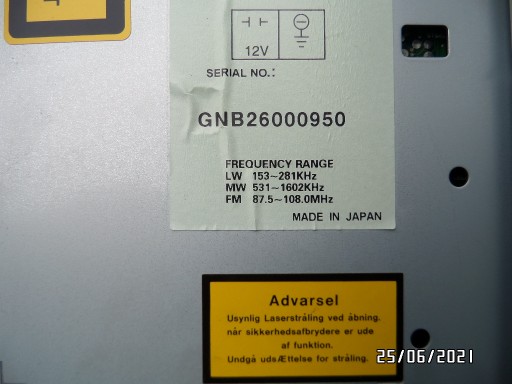 12V
SERIAL NO.:
GNB26000950
FREQUENCY RANGE
LW 153~281KHz
MW 531~1602KHz
FM 87.5~108.0MHz
MADE IN JAPAN
Advarsel
Usynlig Laserstråling ved åbning.
når sikkerhedsafbrydere er ude
af funktion.
Undgå udsÆttelse for stråling.
25/06/2021